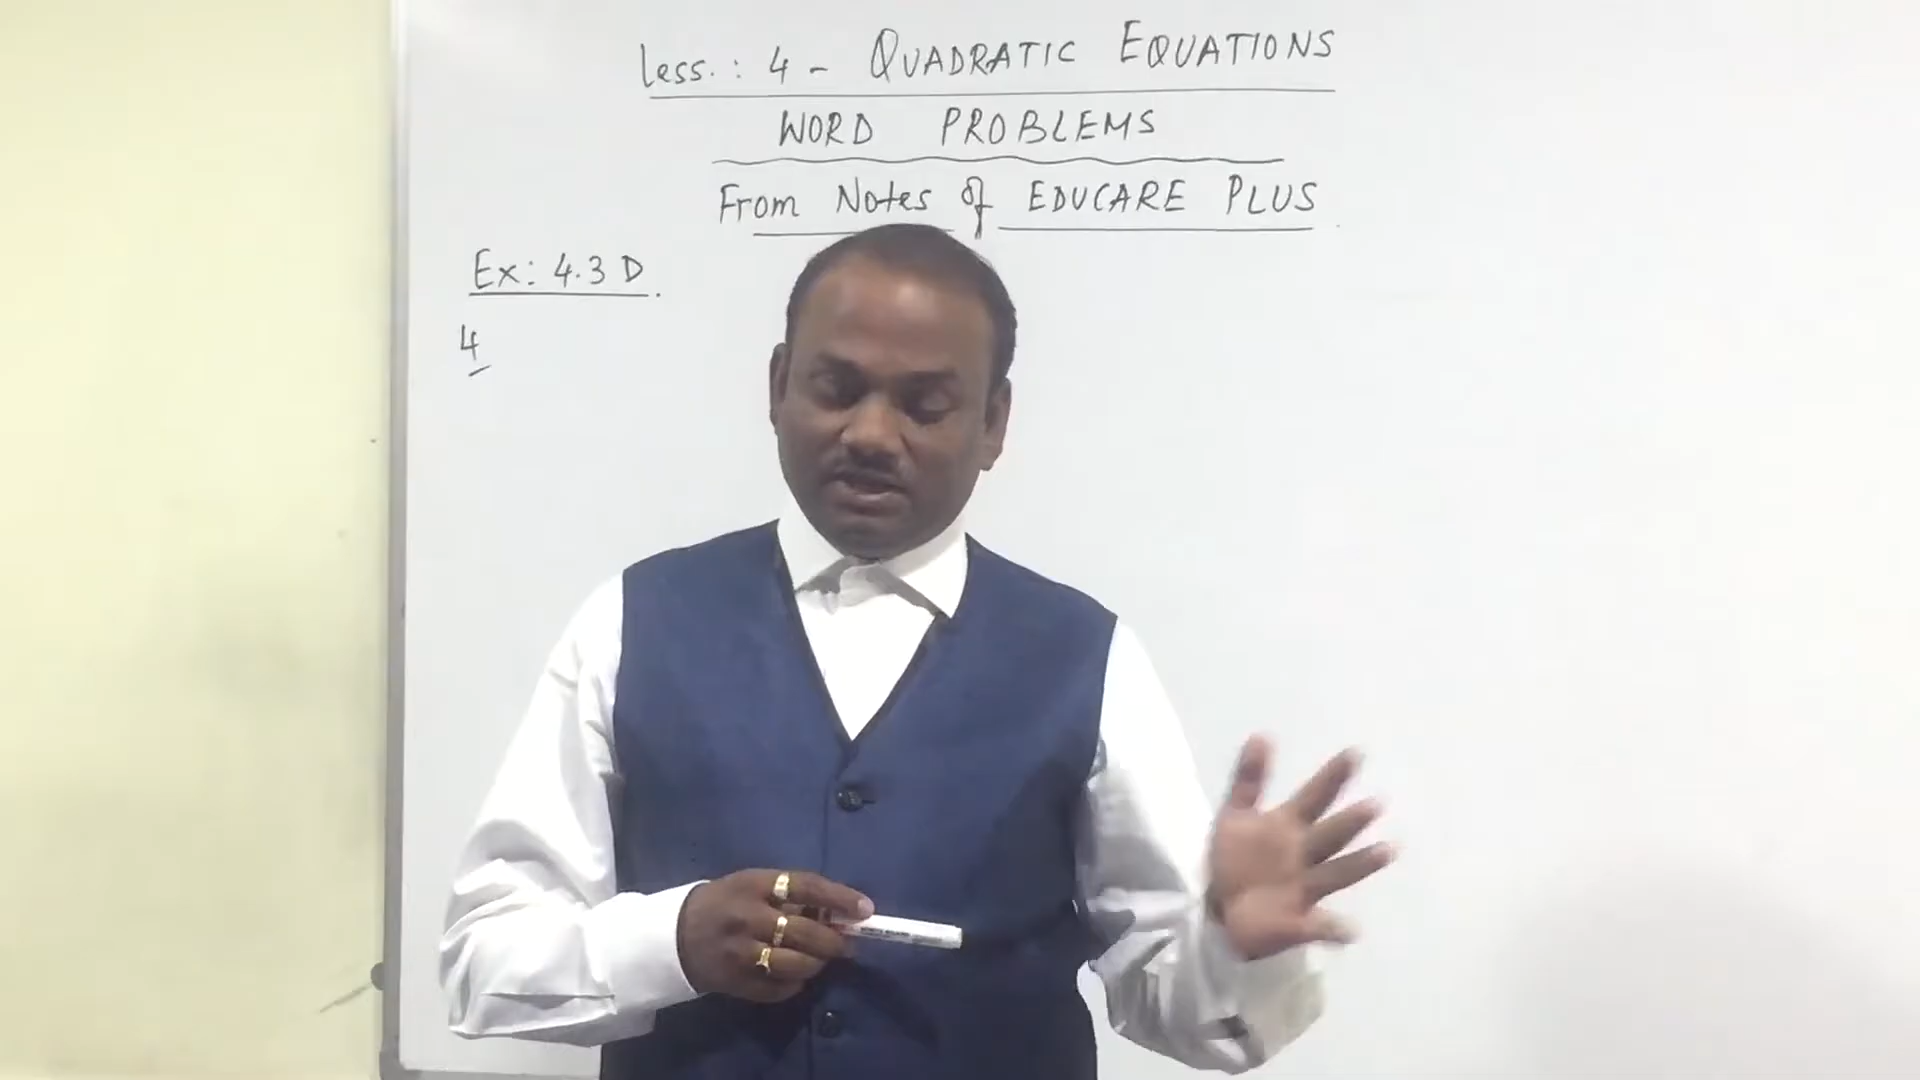 Less. : 4 - QUADRATIC EQUATIONS
WORD PROBLEMS
From Notes of EDUCARE PLUS
Ex: 4.3 D.
4